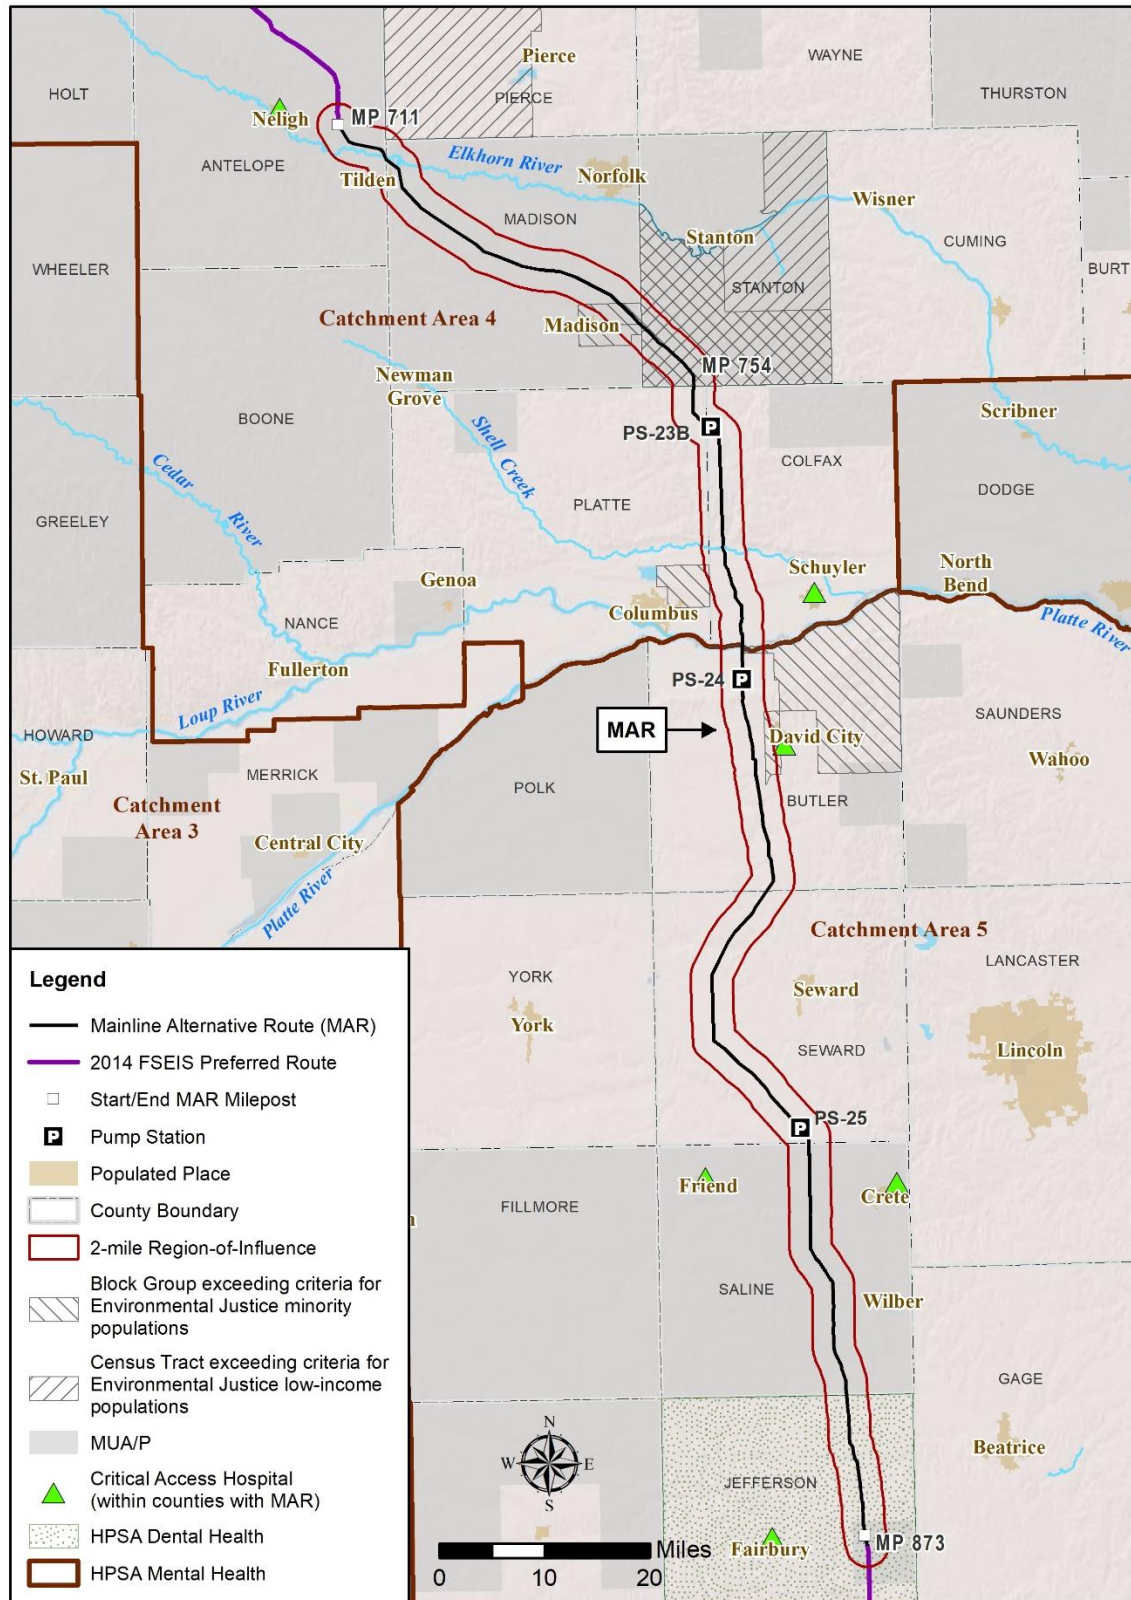 Pierce
WAYNE
HOLT
PIERCE
THURSTON
Neligh
MP 711
ANTELOPE
Elkhorn River
Tilden
Norfolk
Wisner
MADISON
Stanton
CUMING
WHEELER
BURT
STANTON
Catchment Area 4
Madison
MP 754
Newman
Grove
Scribner
BOONE
PS-23B
P
Shell Creek
COLFAX
Cedar
River
PLATTE
DODGE
GREELEY
North
Bend
Schuyler
Genoa
Columbus
NANCE
Platte River
Fullerton
PS-24
P
Loup River
SAUNDERS
HOWARD
MAR
David City
Wahoo
St. Paul
MERRICK
POLK
BUTLER
Catchment
Area 3
Central City
Platte River
Catchment Area 5
LANCASTER
YORK
Seward
York
Lincoln
SEWARD
PS-25
P
Friend
Crete
FILLMORE
n
SALINE
Wilber
GAGE
Beatrice
JEFFERSON
Fairbury
MP 873
N
W
E
S
Miles
0
10
20
Legend
Mainline Alternative Route (MAR)
2014 FSEIS Preferred Route
Start/End MAR Milepost
P
Pump Station
Populated Place
County Boundary
2-mile Region-of-Influence
Block Group exceeding criteria for
Environmental Justice minority
populations
Census Tract exceeding criteria for
Environmental Justice low-income
populations
MUA/P
Critical Access Hospital
(within counties with MAR)
HPSA Dental Health
HPSA Mental Health